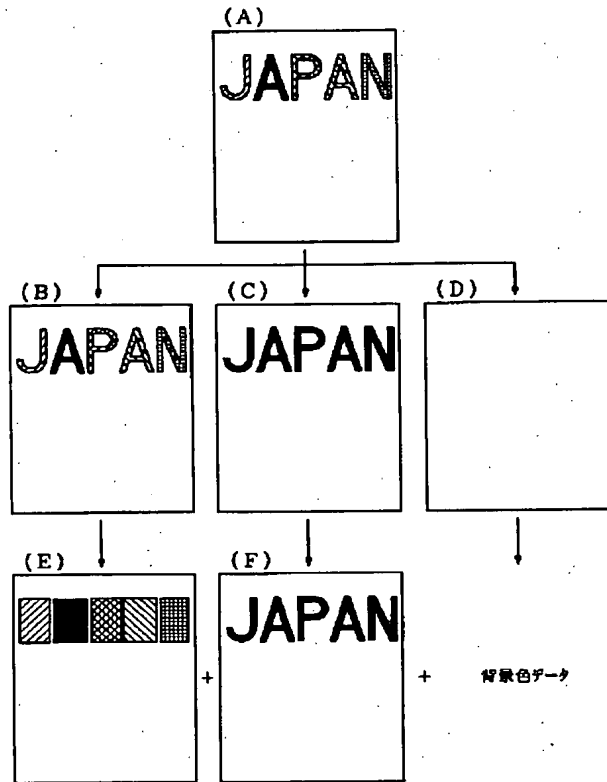 (A)
JAPAN
(B) (C) (D)
JAPAN JAPAN
(E) (F)
JAPAN
+ + 背景色データ